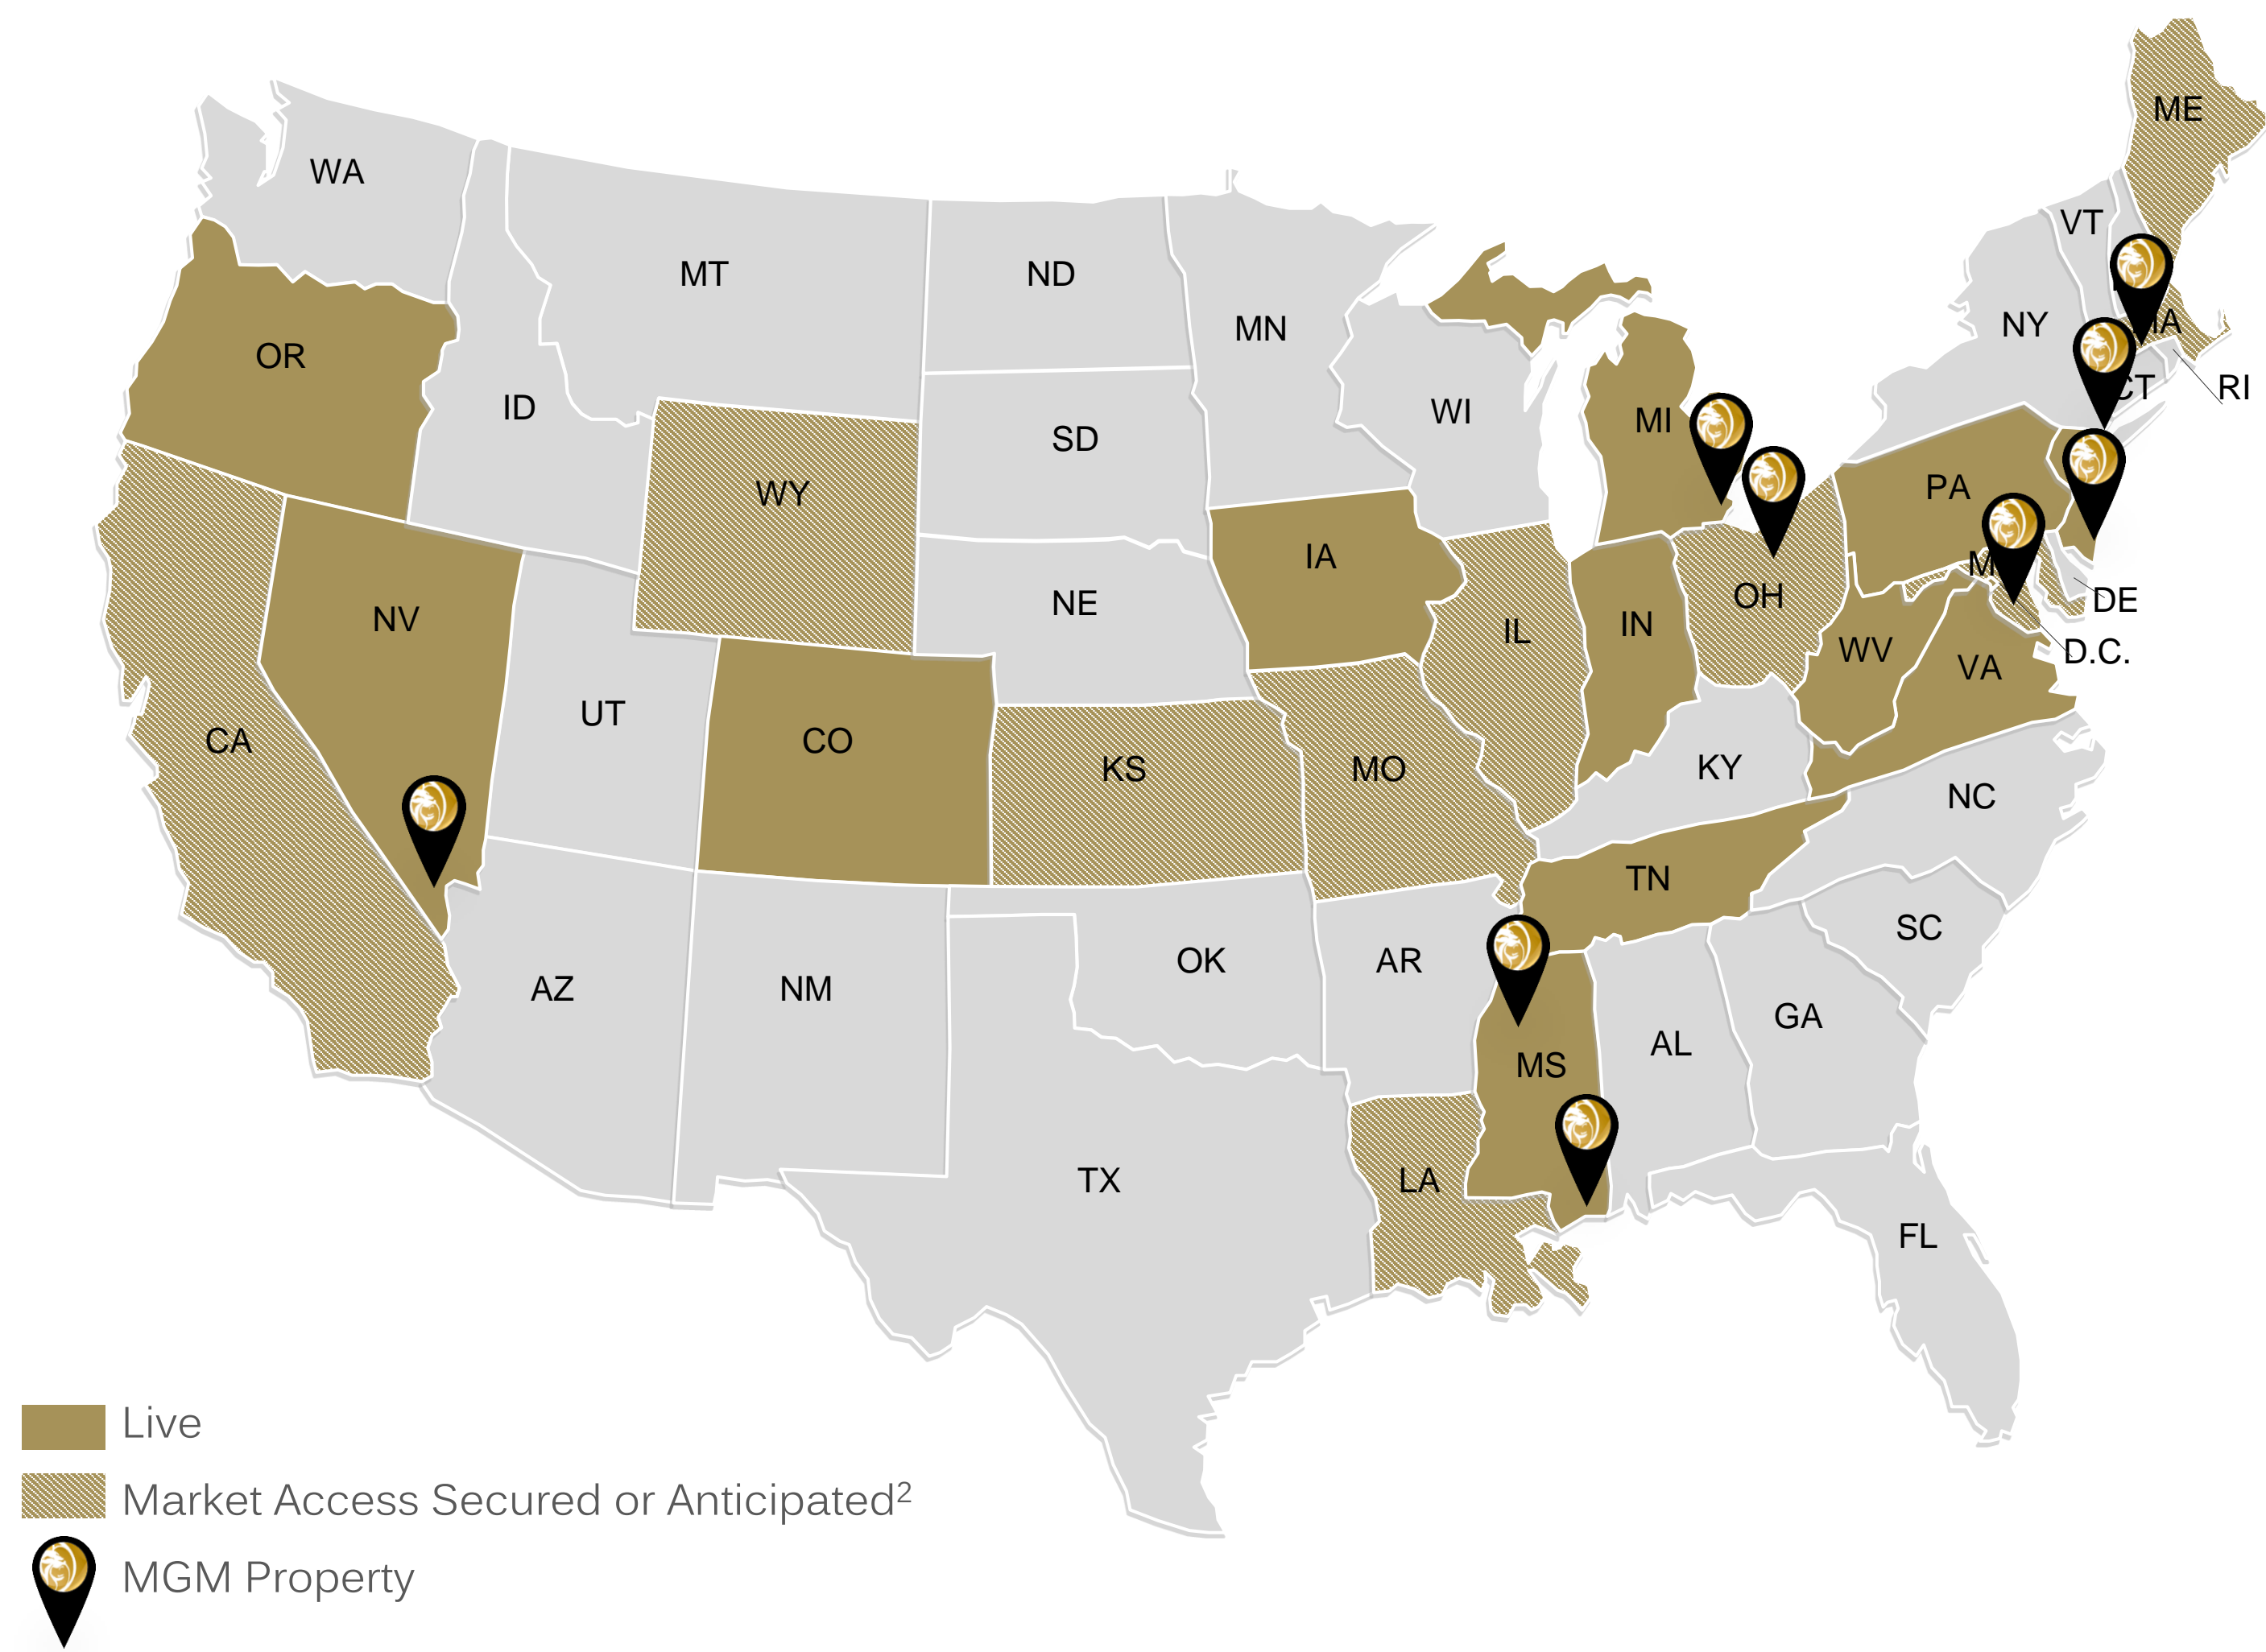 ME
WA
VT
MT
ND
NY
MN
OR
RI
ID
WI
MI
SD
PA
WY
IA
DE
OH
NE
NV
IN
IL
WV
D.C.
VA
UT
CO
CA
KS
MO
KY
NC
TN
SC
OK
AR
AZ
NM
GA
AL
MS
TX
LA
FL
Live
Market Access Secured or Anticipated2
MGM Property